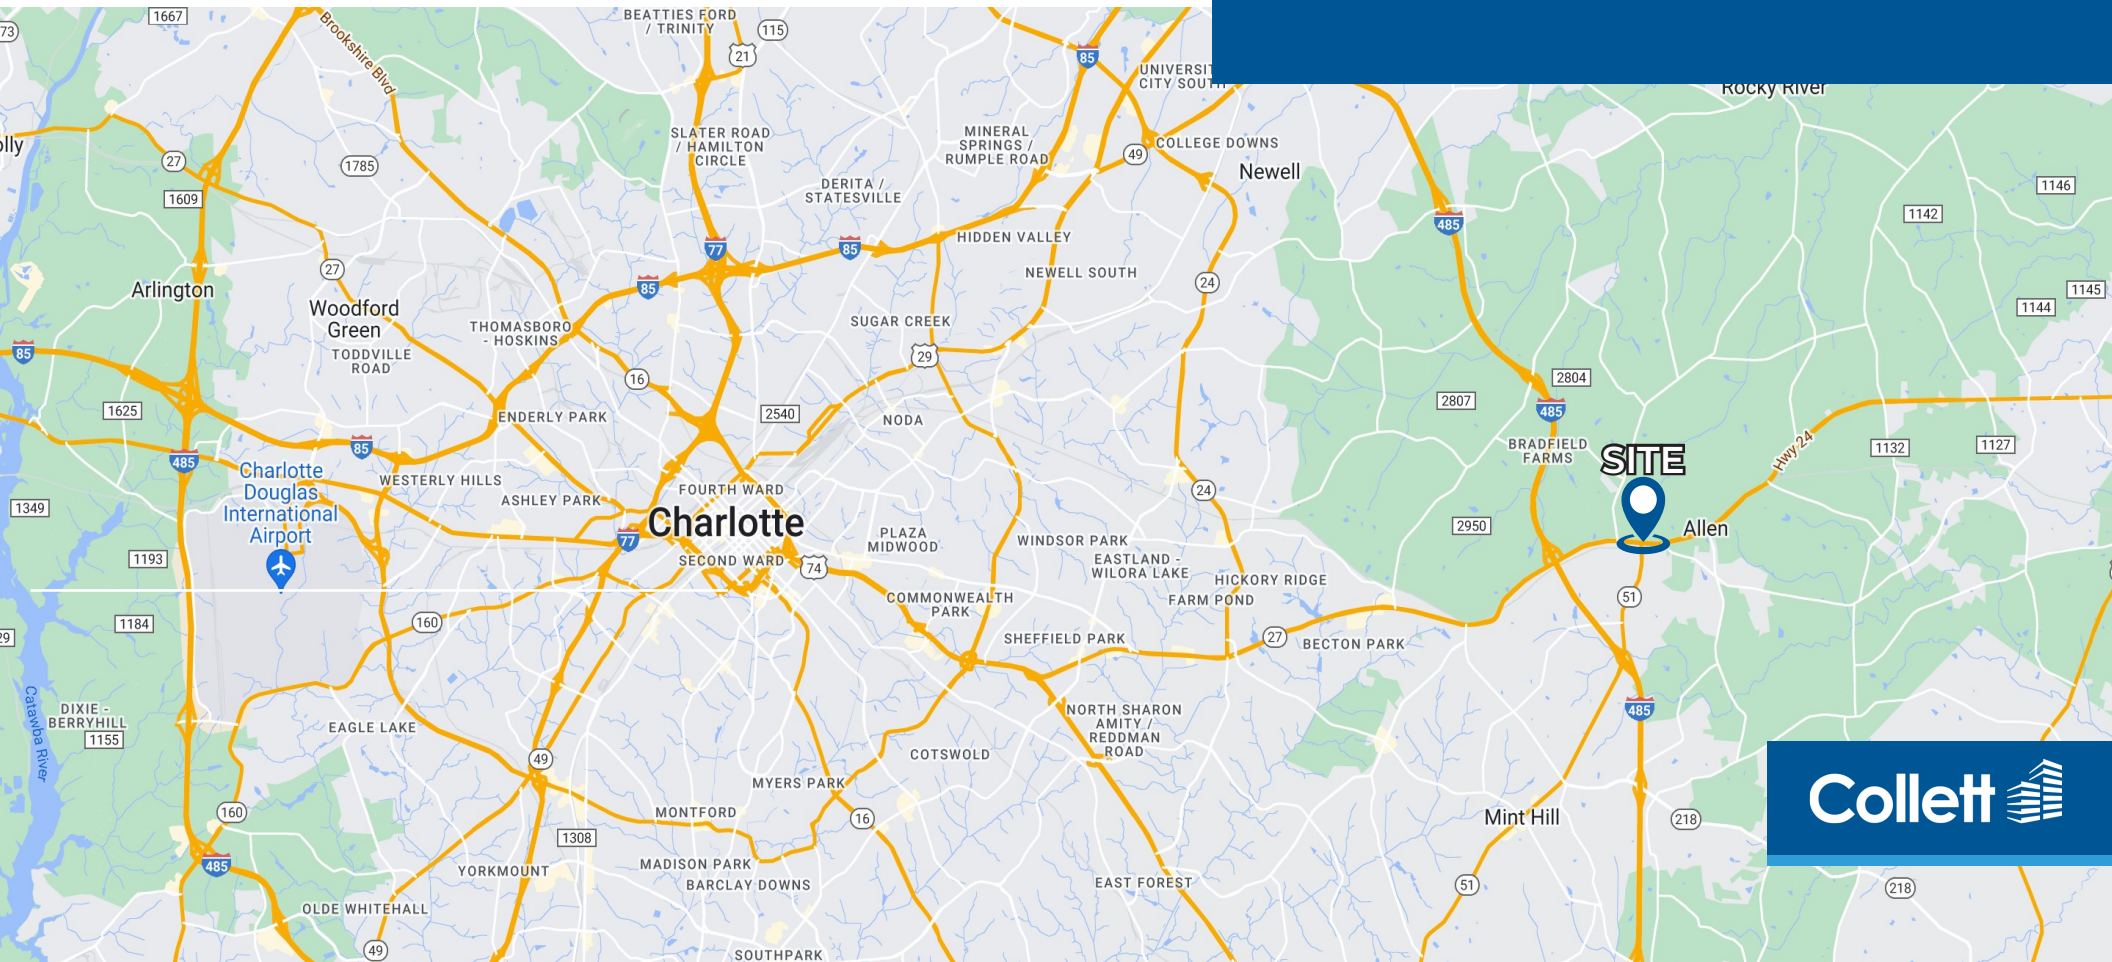 1667
73
Brookshire Blvd
BEATTIES FORD
/ TRINITY
115
21
85
CITY SOUTH
Rocky River
27
1785
1609
SLATER ROAD
/ HAMILTON
CIRCLE
MINERAL
SPRINGS /
RUMPLE ROAD
49
COLLEGE DOWNS
Newell
DERITA /
STATESVILLE
1146
1142
485
77
85
HIDDEN VALLEY
27
85
NEWELL SOUTH
24
Arlington
1145
1144
Woodford
Green
TODDVILLE
ROAD
THOMASBORO
- HOSKINS
SUGAR CREEK
29
85
16
2804
1625
ENDERLY PARK
2540
NODA
2807
485
85
485
BRADFIELD
FARMS
SITE
Hwy 24
1132
1127
Charlotte
Douglas
International
Airport
WESTERLY HILLS
ASHLEY PARK
FOURTH WARD
24
1349
Charlotte
77
SECOND WARD
74
PLAZA
MIDWOOD
WINDSOR PARK
2950
Allen
1193
EASTLAND -
WILORA LAKE
HICKORY RIDGE
FARM POND
COMMONWEALTH
PARK
51
1184
29
160
SHEFFIELD PARK
27
BECTON PARK
Catawba River
DIXIE -
BERRYHILL
1155
EAGLE LAKE
NORTH SHARON
AMITY /
REDDMAN
ROAD
485
49
COTSWOLD
MYERS PARK
Collett
160
MONTFORD
16
Mint Hill
218
1308
485
YORKMOUNT
MADISON PARK
BARCLAY DOWNS
EAST FOREST
51
218
OLDE WHITEHALL
49
SOUTHPARK